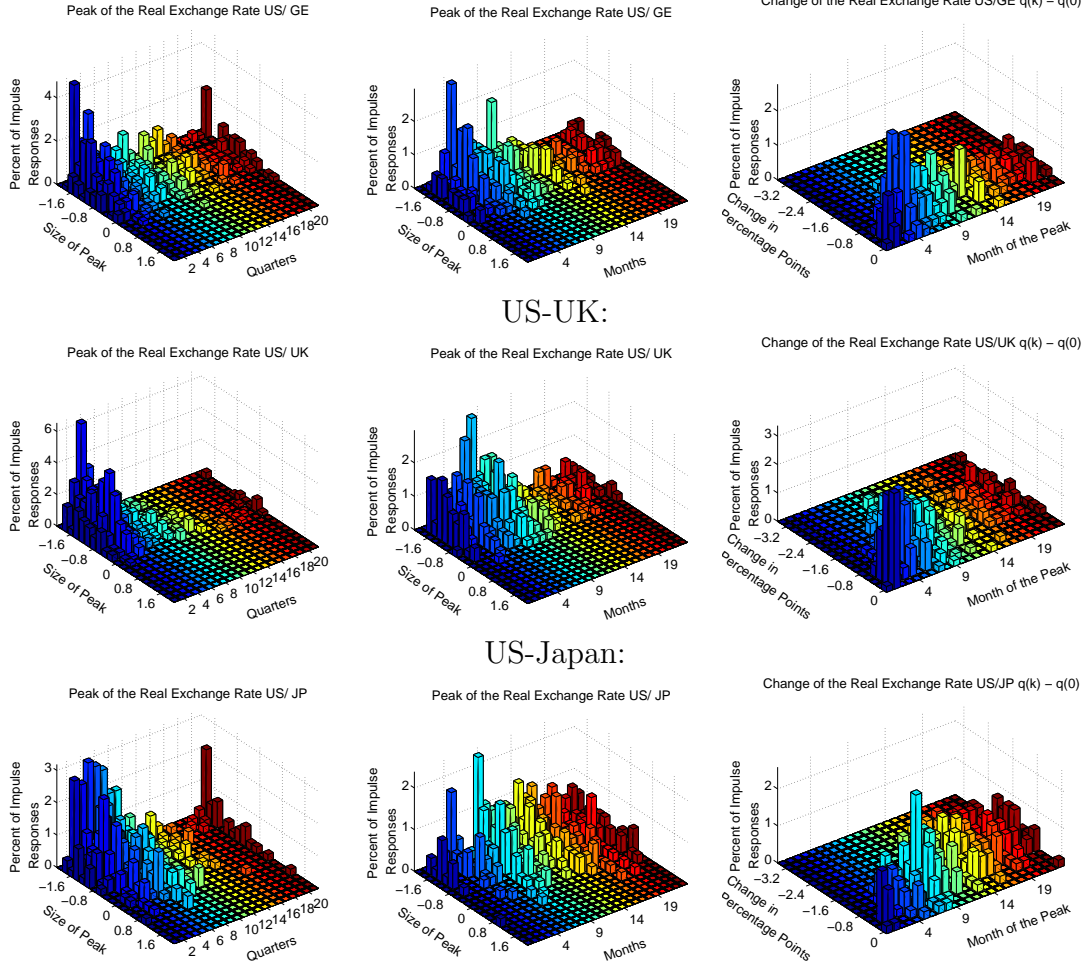 Peak of the Real Exchange Rate US/ GE
Percent of Impulse
Responses
4
2
0
−1.6
−0.8
0
0.8
1.6
Size of Peak
2 4 6 8 10 12 14 16 18 20
Quarters
Peak of the Real Exchange Rate US/ GE
Percent of Impulse
Responses
2
1
0
−1.6
−0.8
0
0.8
1.6
Size of Peak
4 9 14 19
Months
Change of the Real Exchange Rate US/GE q(k) − q(0)
Percent of Impulse
Responses
2
1
0
−3.2
−2.4
−1.6
−0.8
0
Change in
Percentage Points
4 9 14 19
Month of the Peak
US-UK:
Peak of the Real Exchange Rate US/ UK
Percent of Impulse
Responses
6
4
2
0
−1.6
−0.8
0
0.8
1.6
Size of Peak
2 4 6 8 10 12 14 16 18 20
Quarters
Peak of the Real Exchange Rate US/ UK
Percent of Impulse
Responses
2
1
0
−1.6
−0.8
0
0.8
1.6
Size of Peak
4 9 14 19
Months
Change of the Real Exchange Rate US/UK q(k) − q(0)
Percent of Impulse
Responses
3
2
1
0
−3.2
−2.4
−1.6
−0.8
0
Change in
Percentage Points
4 9 14 19
Month of the Peak
US-Japan:
Peak of the Real Exchange Rate US/ JP
Percent of Impulse
Responses
3
2
1
0
−1.6
−0.8
0
0.8
1.6
Size of Peak
2 4 6 8 10 12 14 16 18 20
Quarters
Peak of the Real Exchange Rate US/ JP
Percent of Impulse
Responses
2
1
0
−1.6
−0.8
0
0.8
1.6
Size of Peak
4 9 14 19
Months
Change of the Real Exchange Rate US/JP q(k) − q(0)
Percent of Impulse
Responses
2
1
0
−3.2
−2.4
−1.6
−0.8
0
Change in
Percentage Points
4 9 14 19
Month of the Peak